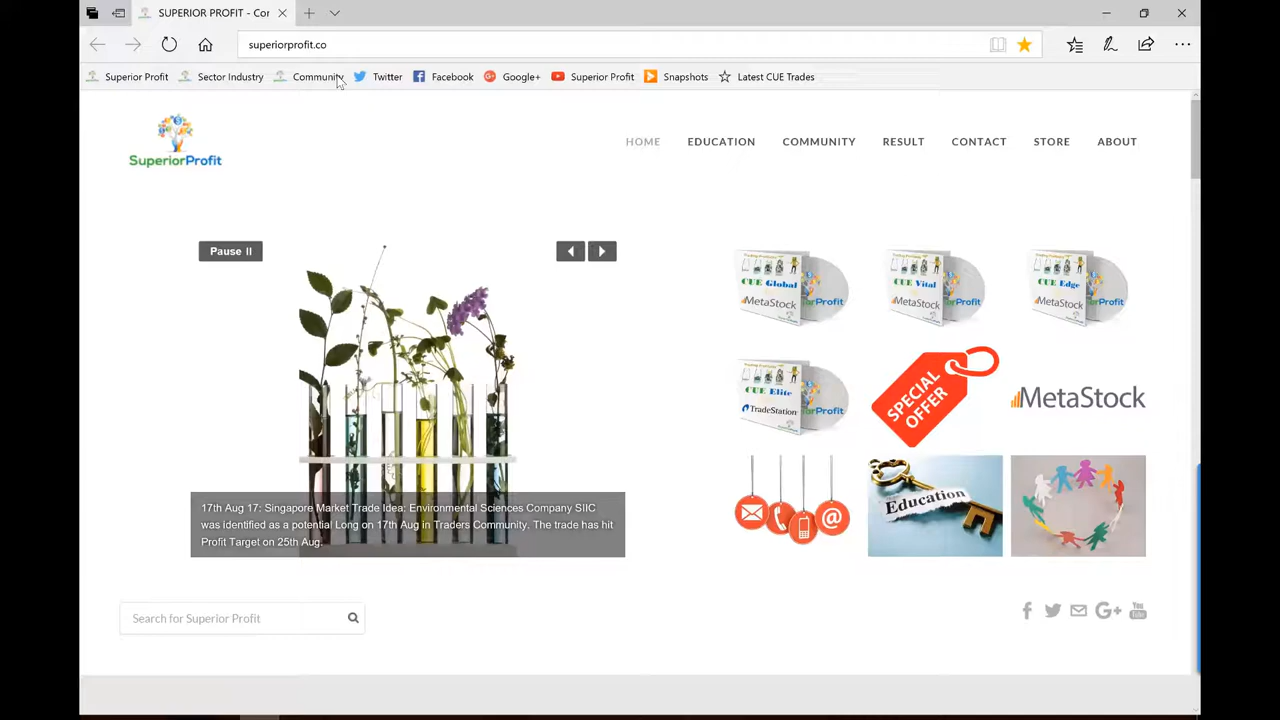 SUPERIOR PROFIT - Cor
superiorprofit.co
Superior Profit Sector Industry Community Twitter Facebook Google+ Superior Profit Snapshots Latest CUE Trades
SuperiorProfit
HOME EDUCATION COMMUNITY RESULT CONTACT STORE ABOUT
Pause II
CUE Global
MetaStock
CUE Vital
MetaStock
CUE Edge
MetaStock
CUE Elite
TradeStation
SPECIAL
OFFER
MetaStock
Education
17th Aug 17: Singapore Market Trade Idea: Environmental Sciences Company SIIC
was identified as a potential Long on 17th Aug in Traders Community. The trade has hit
Profit Target on 25th Aug.
Search for Superior Profit
You
Tube